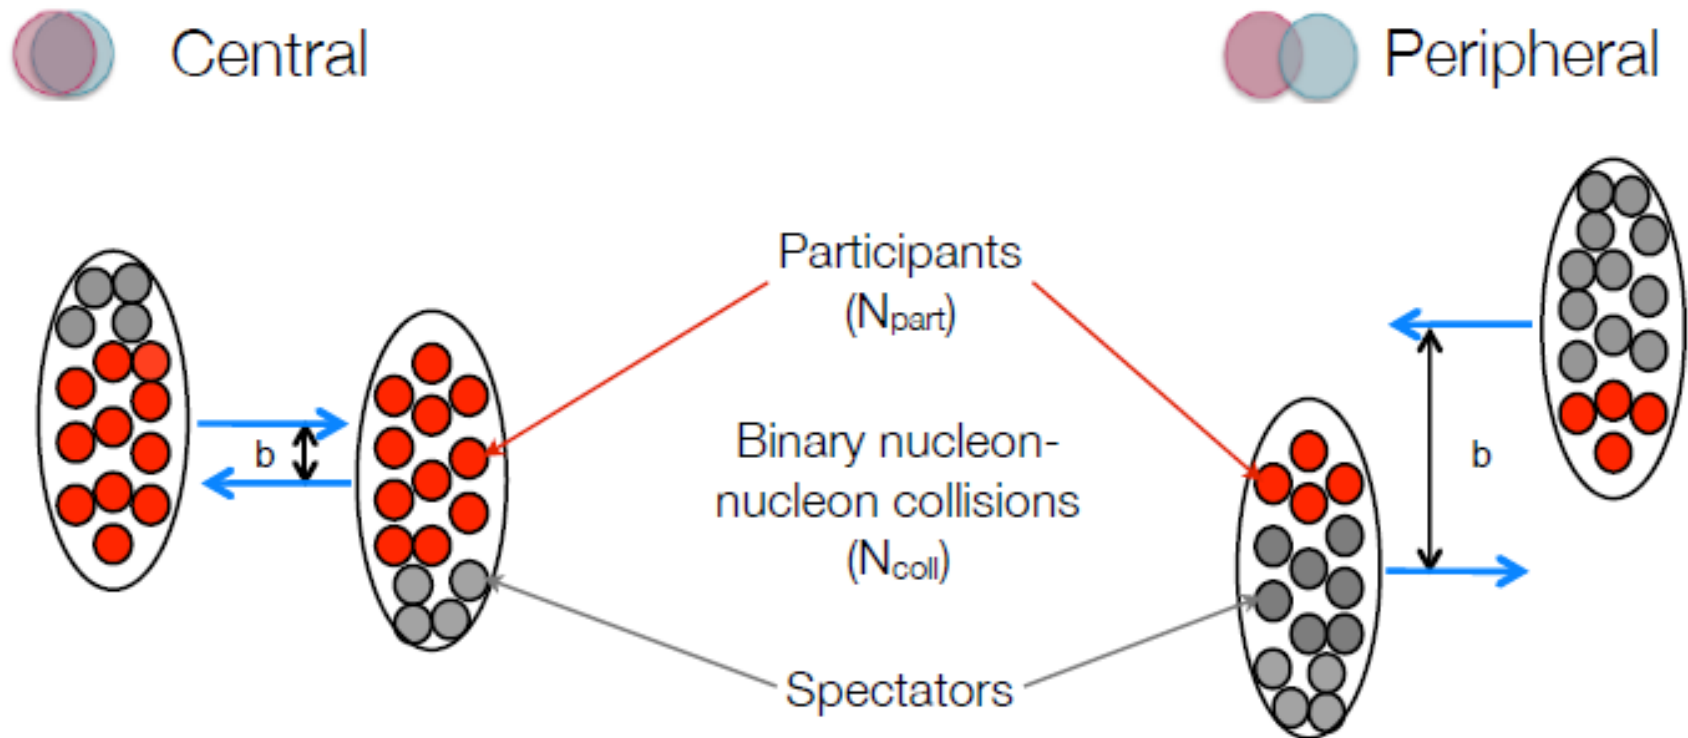 Central
Peripheral
Participants
(Npart)
b
Binary nucleon-
nucleon collisions
(Ncoll)
b
Spectators